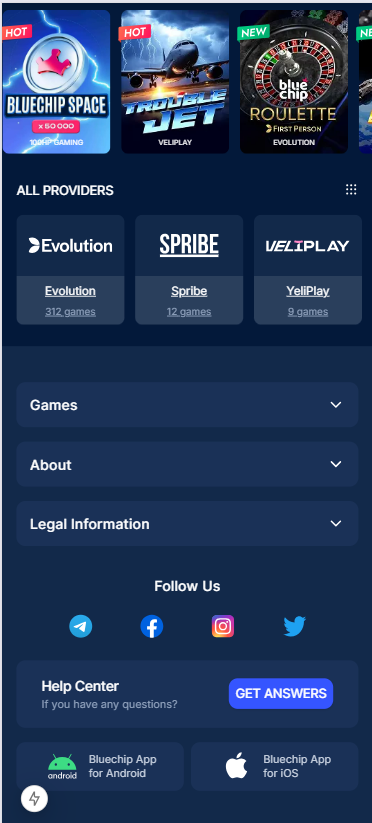 HOT
BLUECHIP SPACE
x50 000
100HP GAMING
HOT
TROUBLE
JET
VELIPLAY
NEW
blue
chip
ROULETTE
FIRST PERSON
EVOLUTION
NE
ALL PROVIDERS
Evolution
SPRIBE
VELIPLAY
Evolution
Spribe
YeliPlay
312 games
12 games
9 games
Games
About
Legal Information
Follow Us
Help Center
If you have any questions?
GET ANSWERS
android
Bluechip App
for Android
Bluechip App
for iOS